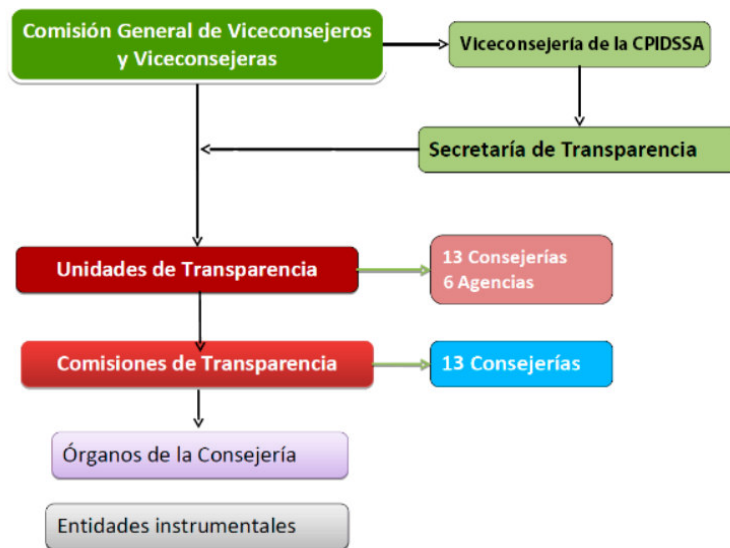 Comisión General de Viceconsejeros
y Viceconsejeras
Viceconsejería de la CPIDSSA
Secretaría de Transparencia
Unidades de Transparencia
13 Consejerías
6 Agencias
Comisiones de Transparencia
13 Consejerías
Órganos de la Consejería
Entidades instrumentales